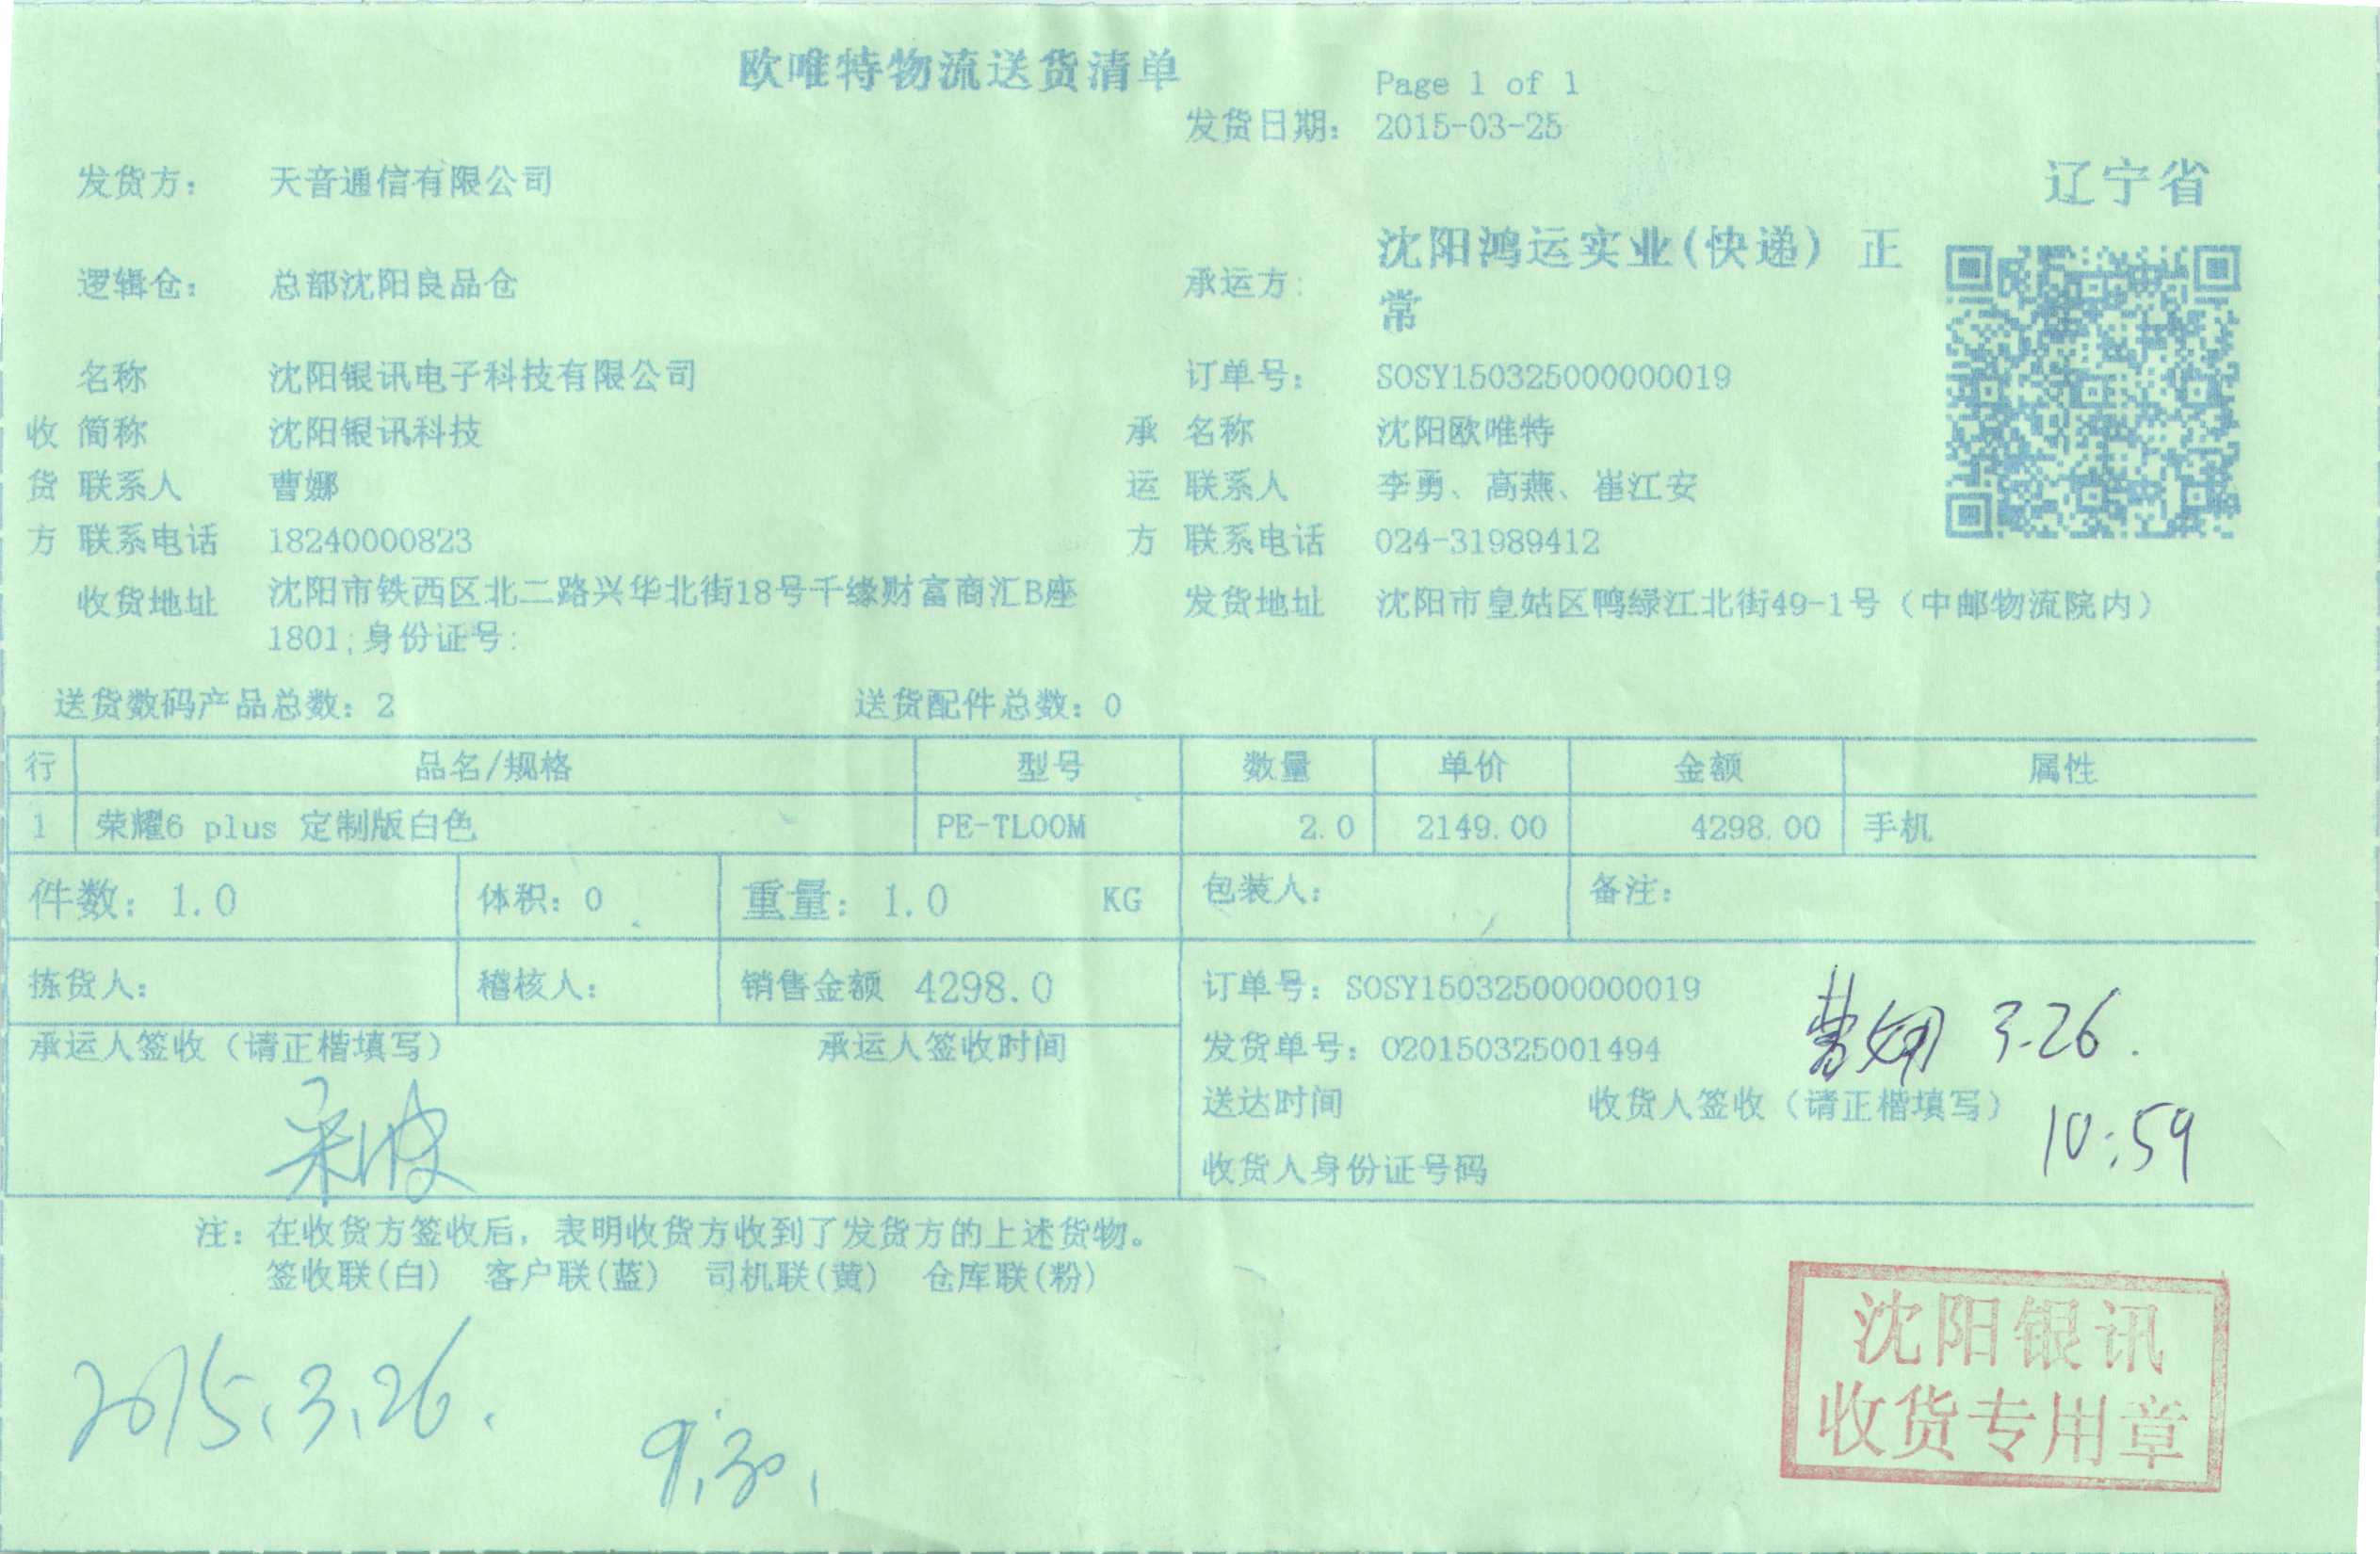 欧唯特物流送货清单
Page 1 of 1
发货日期: 2015-03-25
发货方: 天音通信有限公司
辽宁省
逻辑仓: 总部沈阳良品仓
承运方: 沈阳鸿运实业(快递) 正
常
名称 沈阳银讯电子科技有限公司 订单号: SOSY150325000000019
收 简称 沈阳银讯科技 承 名称 沈阳欧唯特
货 联系人 曹娜 运 联系人 李勇、高燕、崔江安
方 联系电话 18240000823 方 联系电话 024-31989412
收货地址 沈阳市铁西区北二路兴华北街18号千缘财富商汇B座 发货地址 沈阳市皇姑区鸭绿江北街49-1号（中邮物流院内）
1801;身份证号:
送货数码产品总数: 2 送货配件总数: 0
行 品名/规格 型号 数量 单价 金额 属性
1 荣耀6 plus 定制版白色 PE-TL00M 2.0 2149.00 4298.00 手机
件数: 1.0 体积: 0 重量: 1.0 KG 包装人: 备注:
拣货人: 稽核人: 销售金额 4298.0 订单号: SOSY150325000000019
曹娜 3.26.
承运人签收（请正楷填写） 承运人签收时间 发货单号: O20150325001494
送达时间 收货人签收（请正楷填写）
10:59
收货人身份证号码
注: 在收货方签收后, 表明收货方收到了发货方的上述货物。
签收联(白) 客户联(蓝) 司机联(黄) 仓库联(粉)
2015.3.26.
9.30.
沈阳银讯
收货专用章